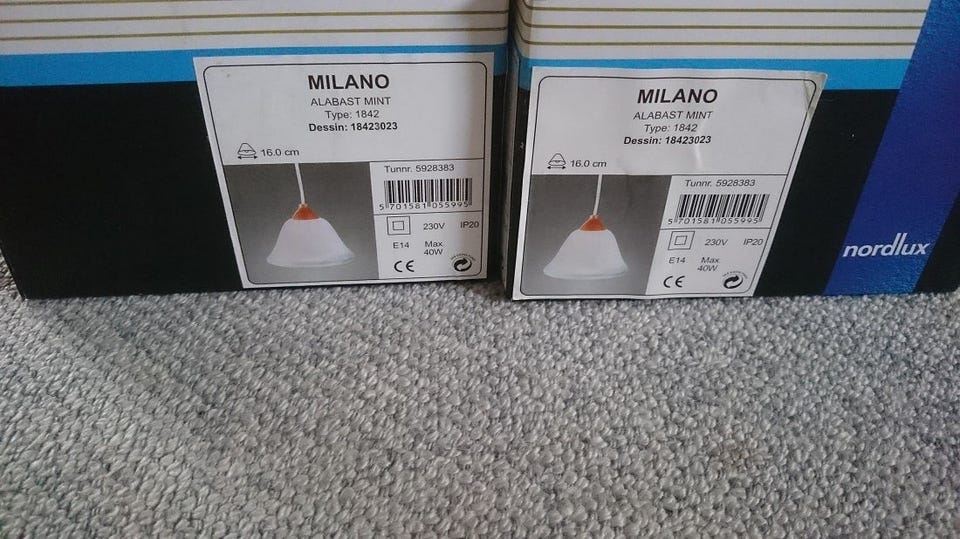 MILANO
ALABAST MINT
Type: 1842
Dessin: 18423023
16.0 cm
Tunnr. 5928383
5 701581 055995
230V IP20
E14 Max. 40W
CE
MILANO
ALABAST MINT
Type: 1842
Dessin: 18423023
16.0 cm
Tunnr. 5928383
5 701581 055995
230V IP20
E14 Max. 40W
CE
nordlux